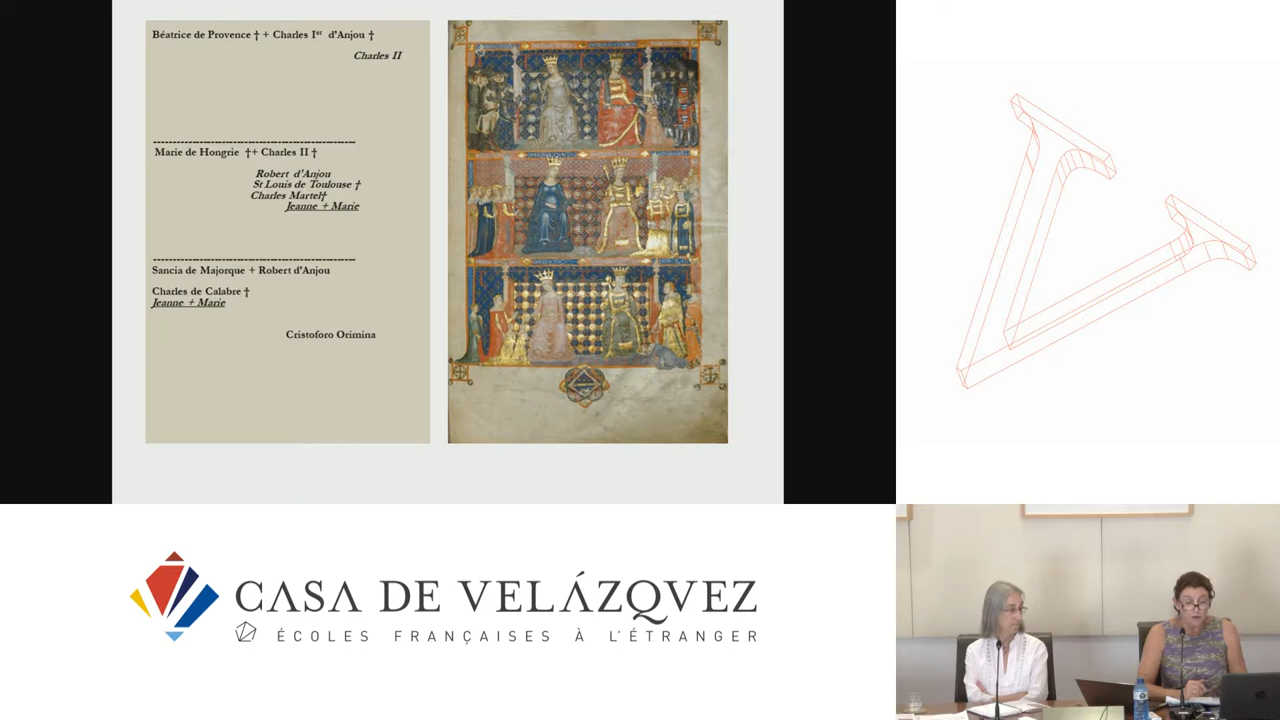 Béatrice de Provence † + Charles Ier d'Anjou †
Charles II
--------------------------------------------------
Marie de Hongrie †+ Charles II †
Robert d'Anjou
St Louis de Toulouse †
Charles Martel†
Jeanne + Marie
--------------------------------------------------
Sancia de Majorque + Robert d'Anjou
Charles de Calabre †
Jeanne + Marie
Cristoforo Orimina
CASA DE VELÁZQVEZ
ÉCOLES FRANÇAISES À L'ÉTRANGER